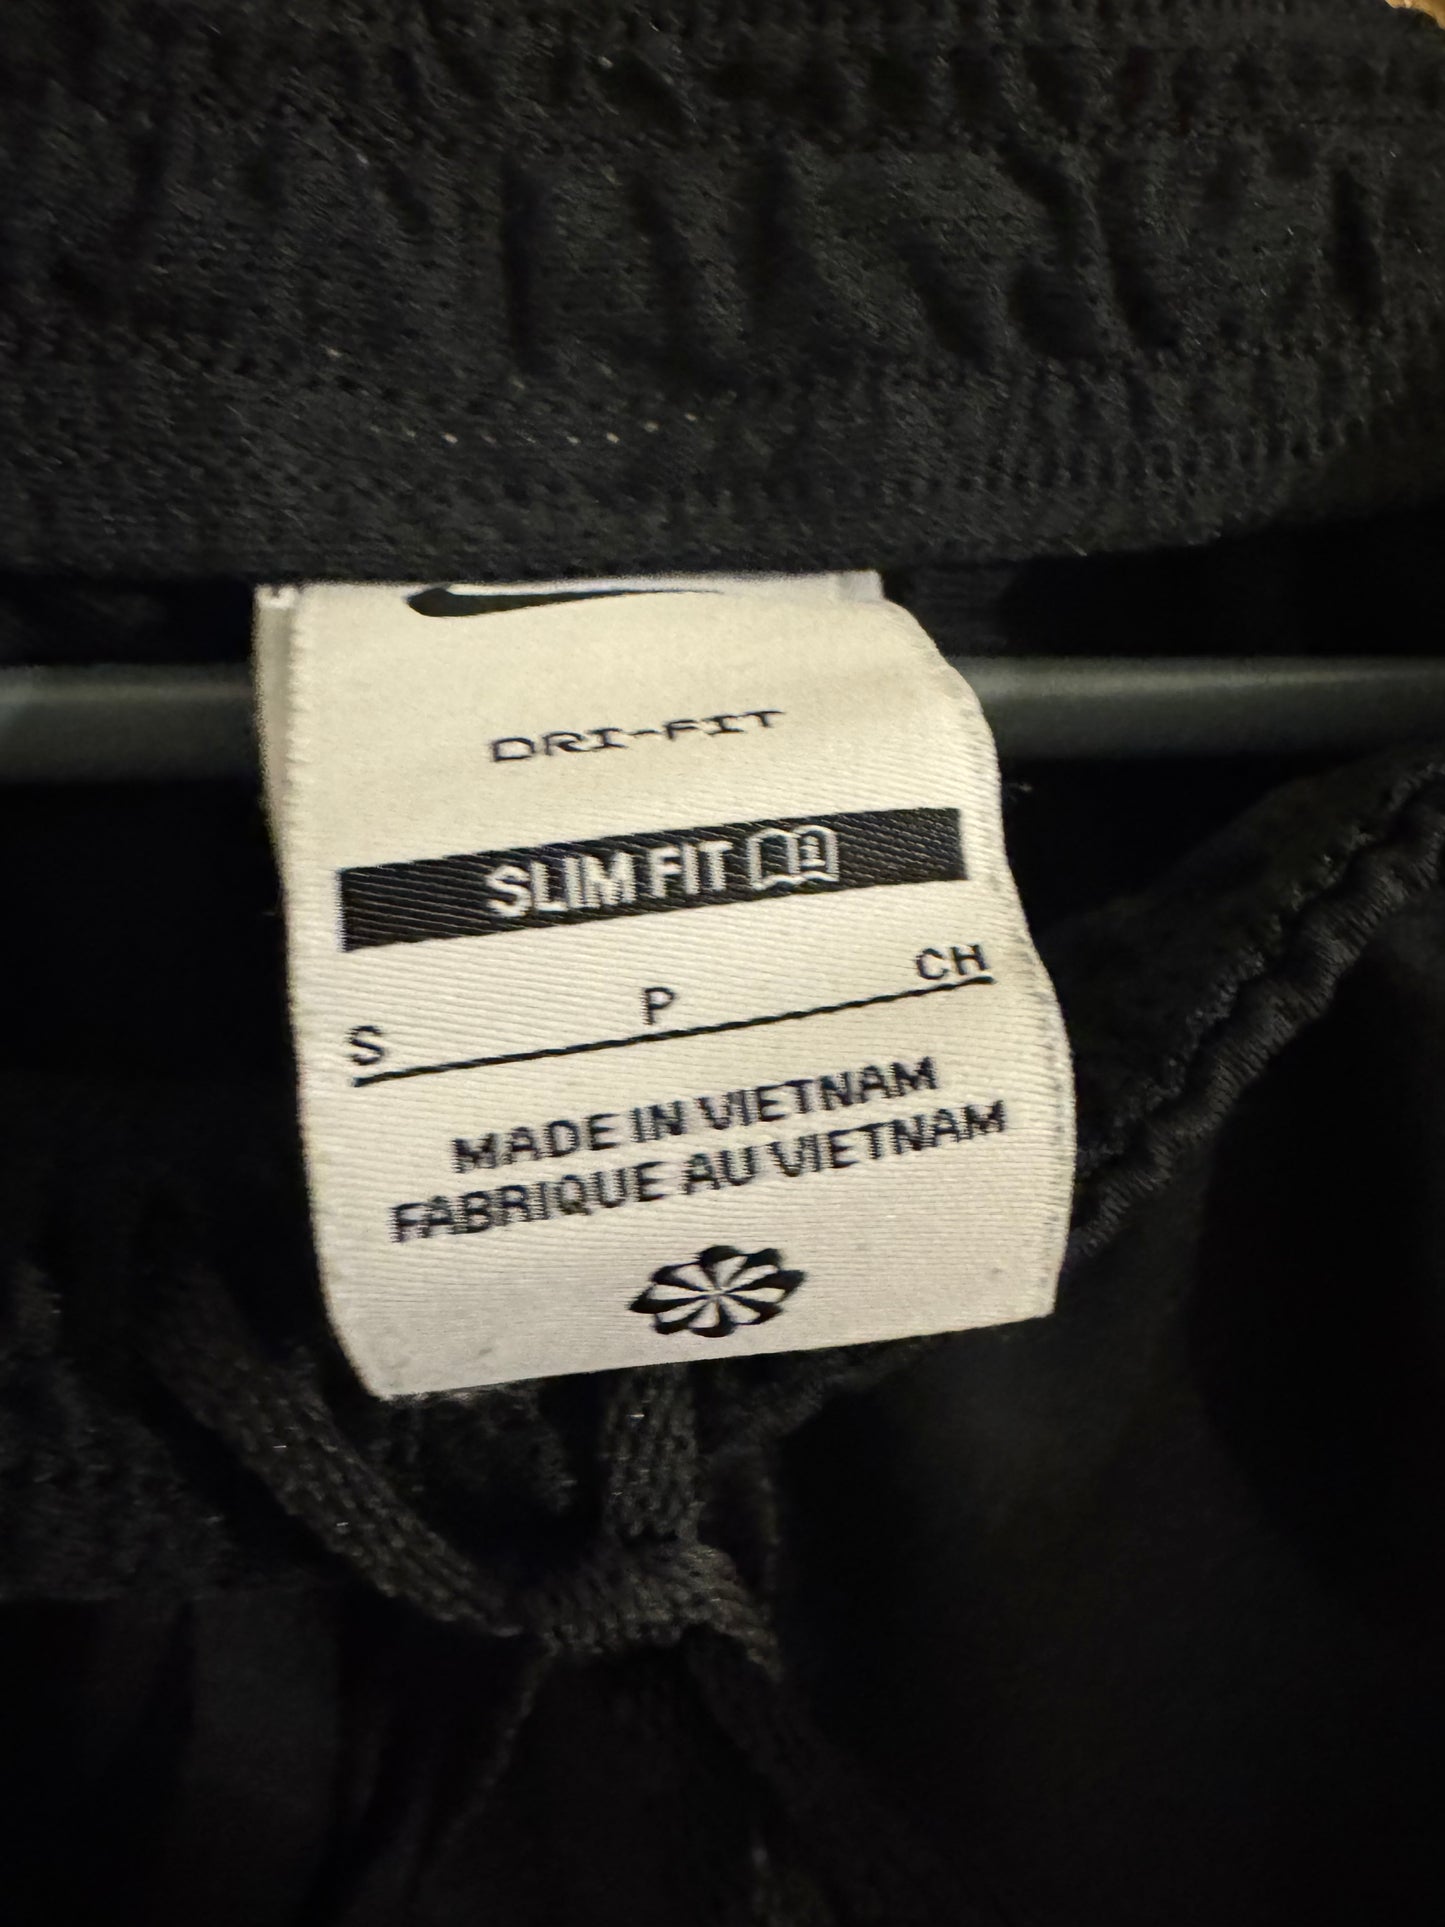 DRI-FIT
SLIM FIT
S P CH
MADE IN VIETNAM
FABRIQUE AU VIETNAM